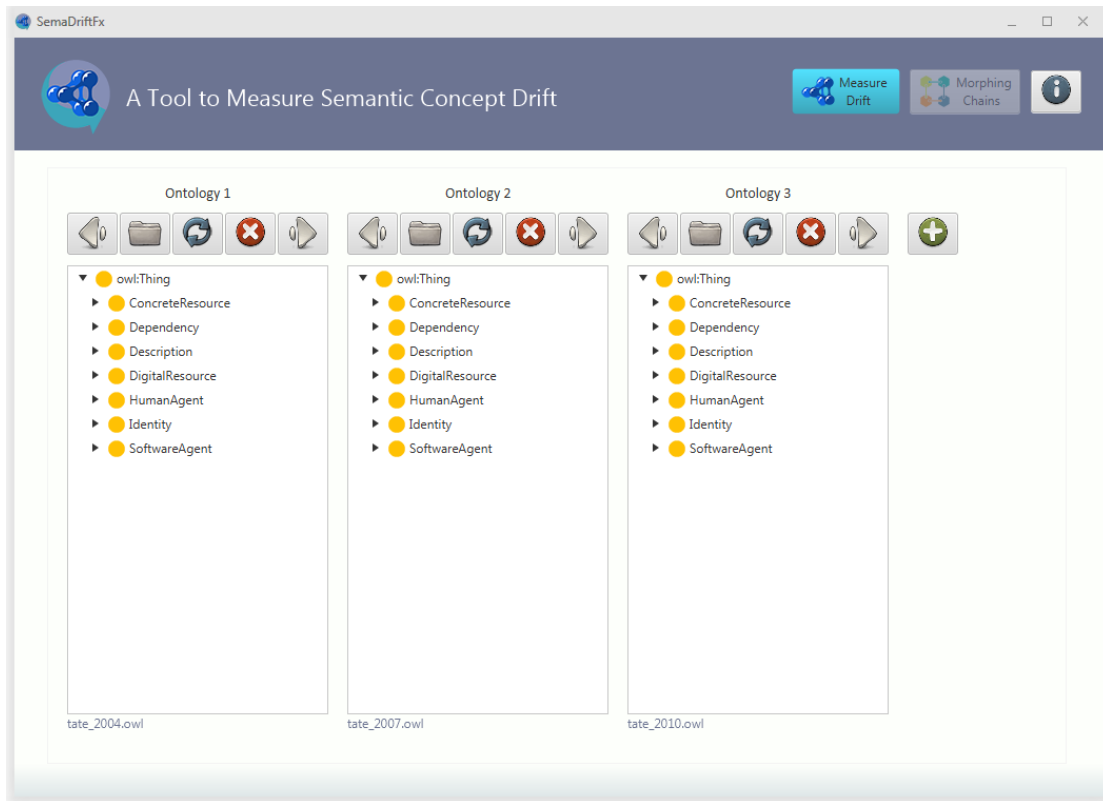 SemaDriftFx
A Tool to Measure Semantic Concept Drift
Measure
Drift
Morphing
Chains
Ontology 1
Ontology 2
Ontology 3
owl:Thing
ConcreteResource
Dependency
Description
DigitalResource
HumanAgent
Identity
SoftwareAgent
tate_2004.owl
owl:Thing
ConcreteResource
Dependency
Description
DigitalResource
HumanAgent
Identity
SoftwareAgent
tate_2007.owl
owl:Thing
ConcreteResource
Dependency
Description
DigitalResource
HumanAgent
Identity
SoftwareAgent
tate_2010.owl